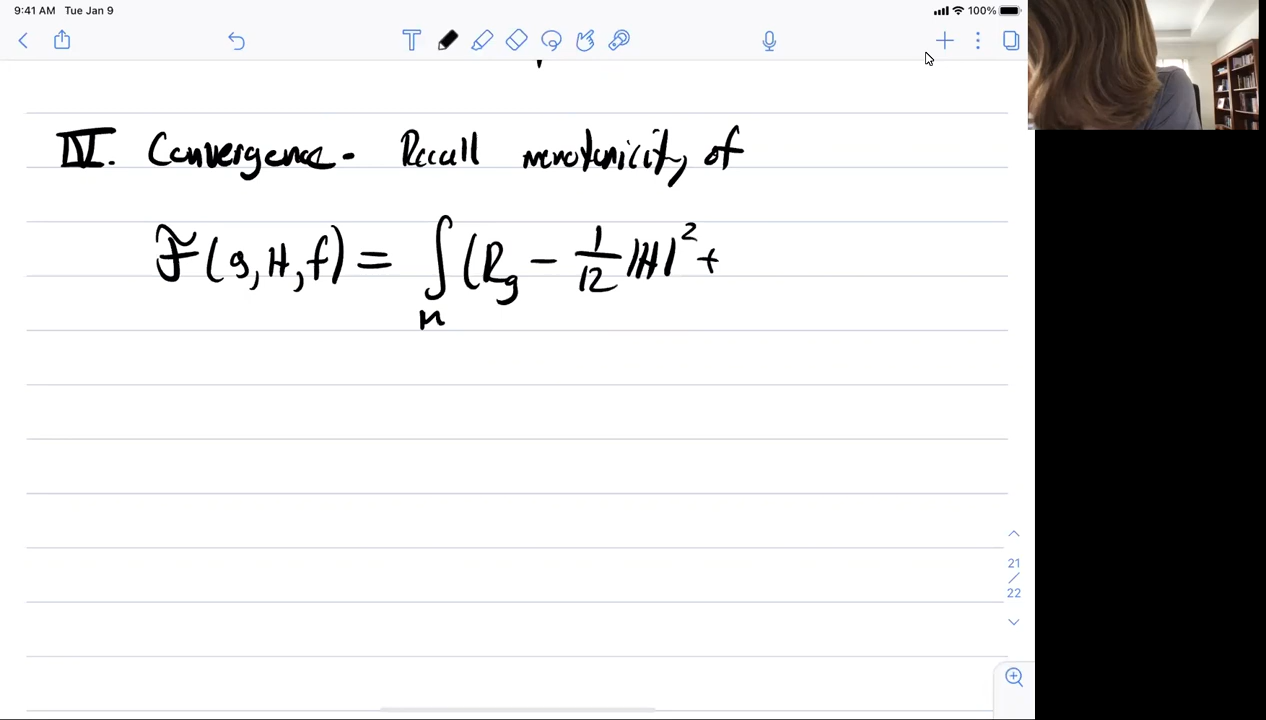 9:41 AM Tue Jan 9
100%
IV. Convergence - Recall monotonicity of
F(g, H, f) = ∫_M (R_g - 1/12 |H|² +
21
/
22